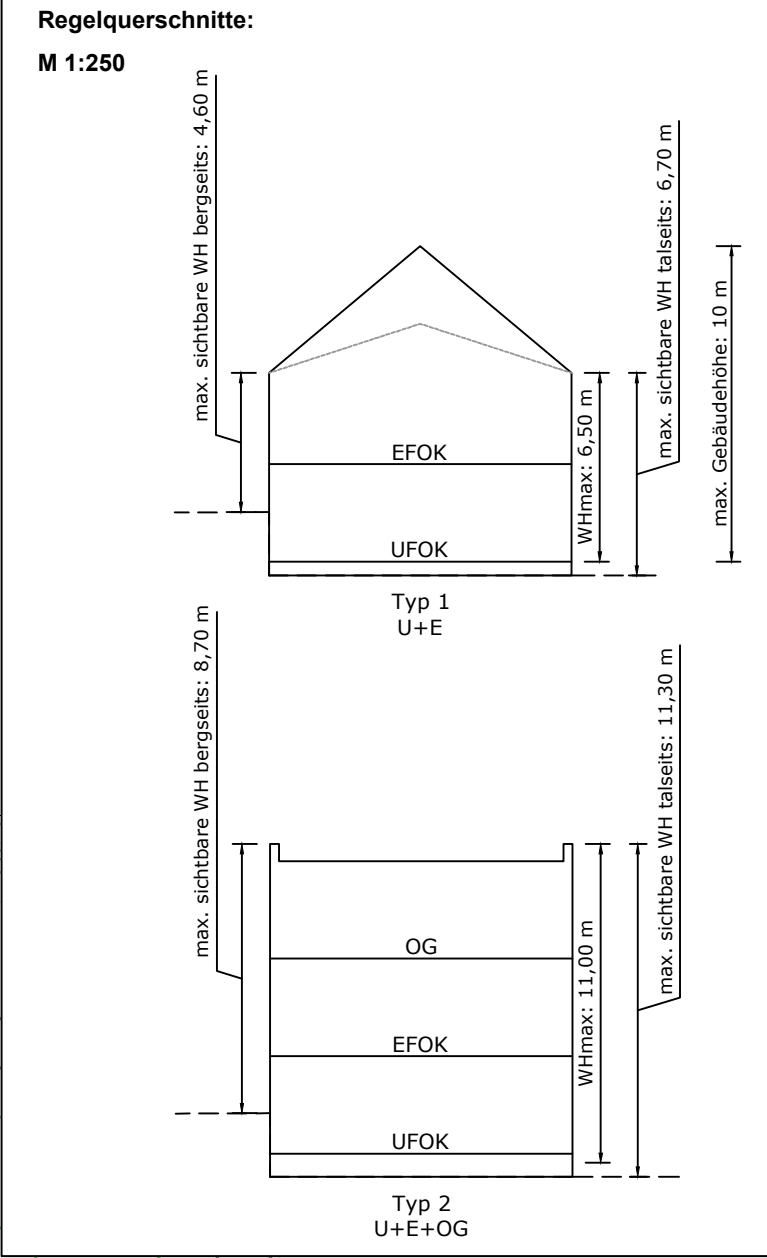 Regelquerschnitte:
M 1:250
max. sichtbare WH bergseits: 4,60 m
max. sichtbare WH talseits: 6,70 m
max. Gebäudehöhe: 10 m
WHmax: 6,50 m
EFOK
UFOK
Typ 1
U+E
max. sichtbare WH bergseits: 8,70 m
max. sichtbare WH talseits: 11,30 m
WHmax: 11,00 m
OG
EFOK
UFOK
Typ 2
U+E+OG